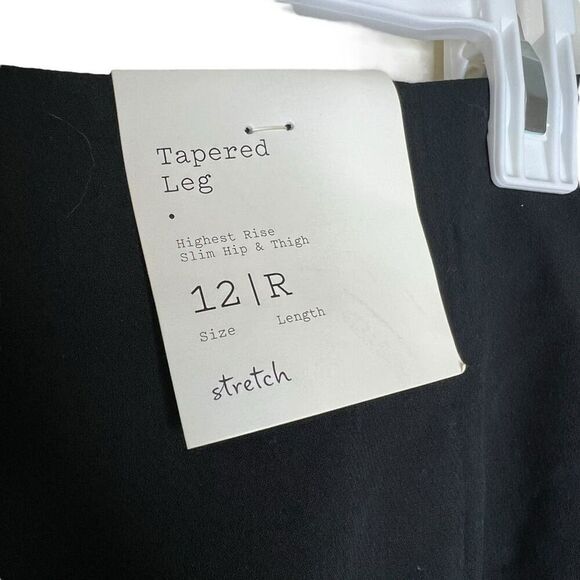 Tapered
Leg
•
Highest Rise
Slim Hip & Thigh
12|R
Size Length
stretch